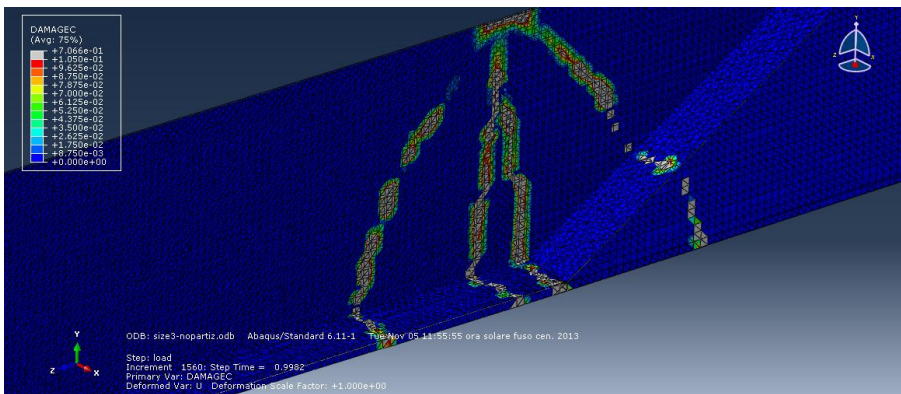 DAMAGEC
(Avg: 75%)
+7.066e-01
+1.050e-01
+9.625e-02
+8.750e-02
+7.875e-02
+7.000e-02
+6.125e-02
+5.250e-02
+4.375e-02
+3.500e-02
+2.625e-02
+1.750e-02
+8.750e-03
+0.000e+00
Y
Z X
ODB: size3-nopartiz.odb Abaqus/Standard 6.11-1 Tue Nov 05 11:55:55 ora solare fuso cen. 2013
Y
Step: load
Increment 1560: Step Time = 0.9982
Z X
Primary Var: DAMAGEC
Deformed Var: U Deformation Scale Factor: +1.000e+00